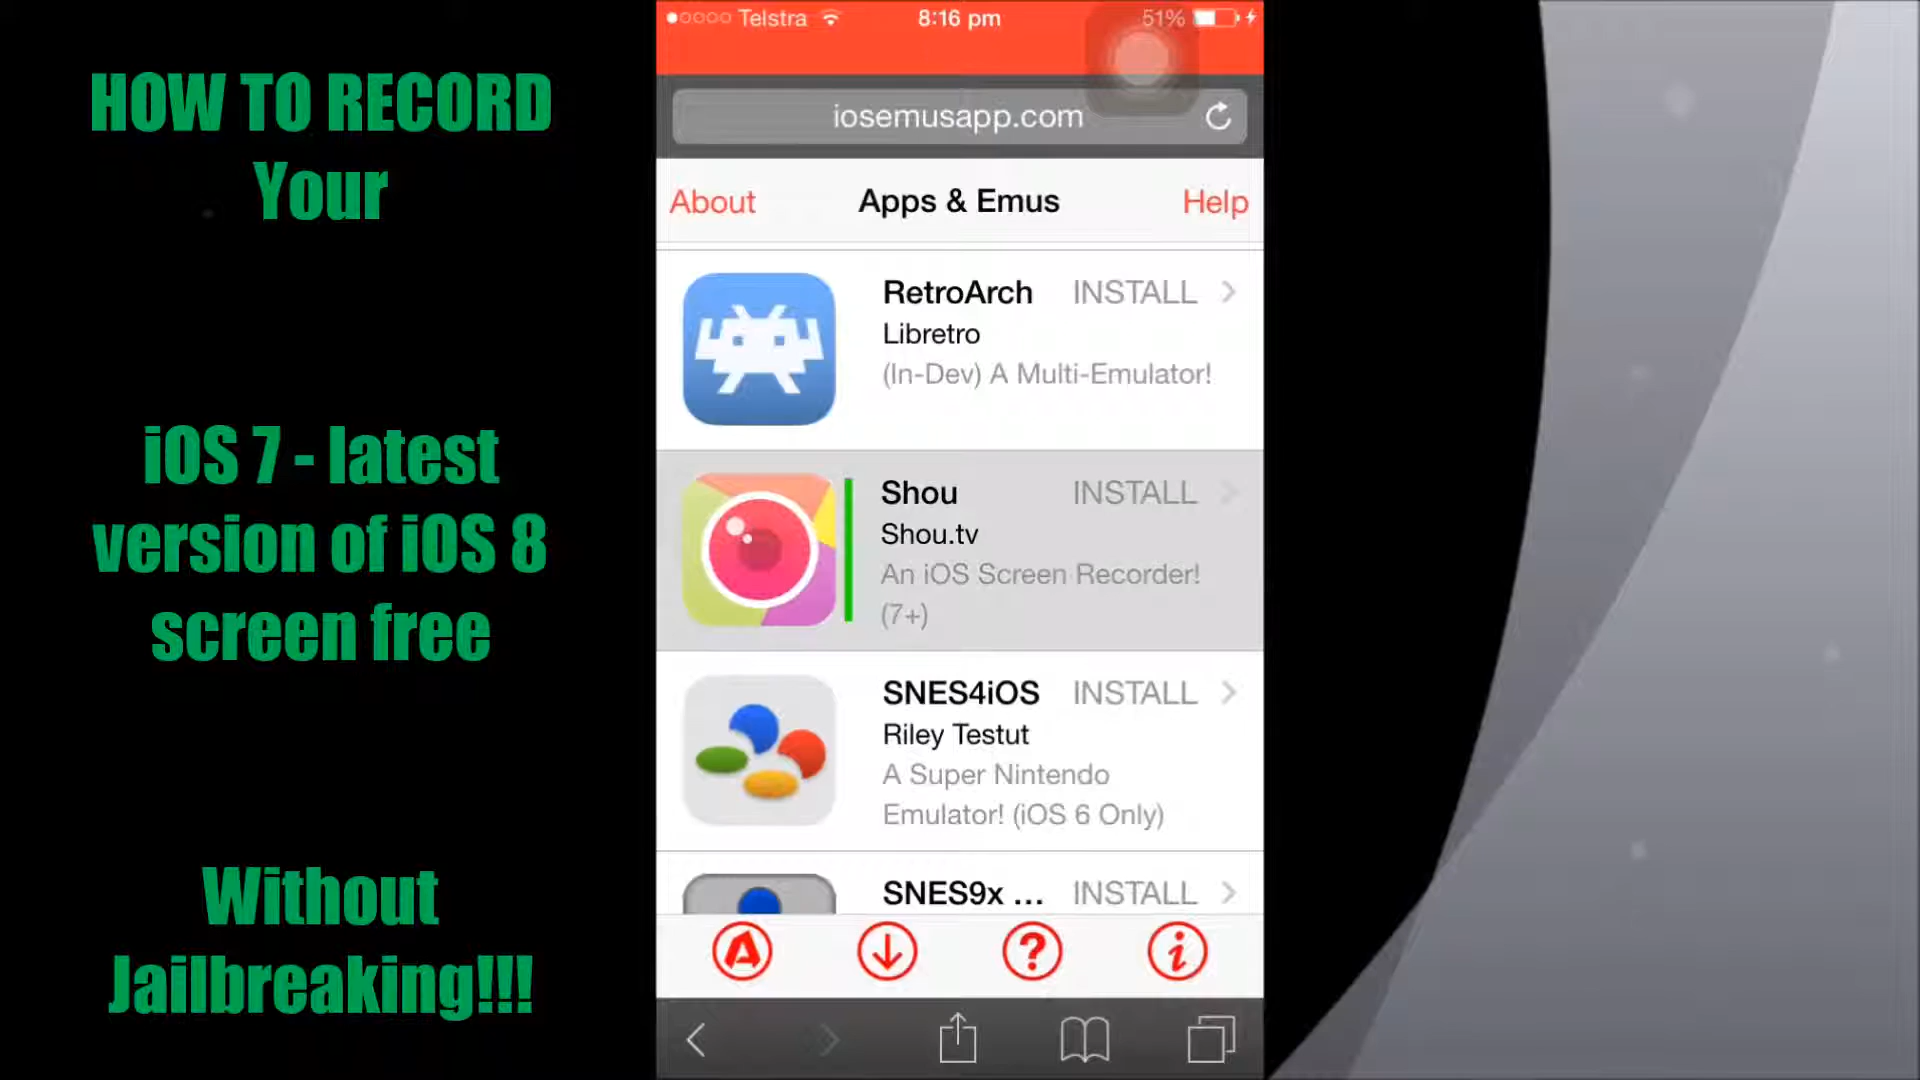 HOW TO RECORD
Your
iOS 7 - latest
version of iOS 8
screen free
Without
Jailbreaking!!!
Telstra 8:16 pm 51%
iosemusapp.com
About Apps & Emus Help
RetroArch INSTALL
Libretro
(In-Dev) A Multi-Emulator!
Shou INSTALL
Shou.tv
An iOS Screen Recorder!
(7+)
SNES4iOS INSTALL
Riley Testut
A Super Nintendo
Emulator! (iOS 6 Only)
SNES9x ... INSTALL